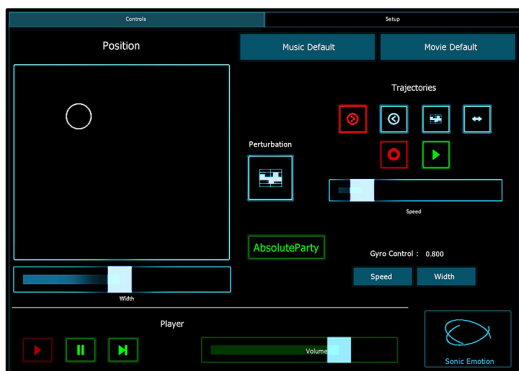 Controls
Setup
Position
Music Default
Movie Default
Trajectories
Perturbation
Speed
AbsoluteParty
Gyro Control : 0.800
Speed
Width
Width
Player
Volume
Sonic Emotion